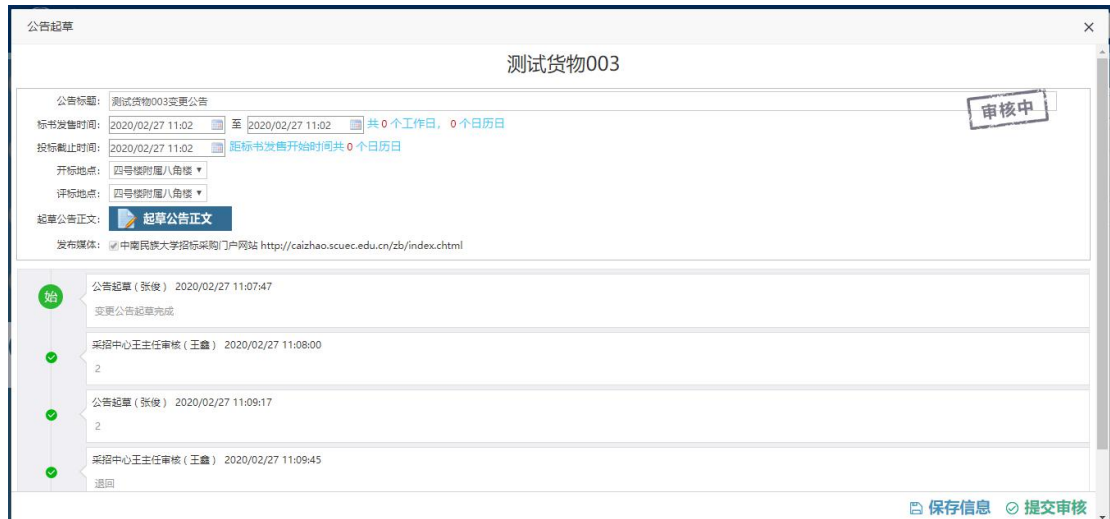 公告起草
测试货物003
公告标题： 测试货物003变更公告
审核中
标书发售时间： 2020/02/27 11:02 至 2020/02/27 11:02 共 0 个工作日， 0 个日历日
投标截止时间： 2020/02/27 11:02 距标书发售开始时间共 0 个日历日
开标地点： 四号楼附属八角楼
评标地点： 四号楼附属八角楼
起草公告正文： 起草公告正文
发布媒体： 中南民族大学招标采购门户网站 http://caizhao.scuec.edu.cn/zb/index.chtml
始
公告起草（张俊） 2020/02/27 11:07:47
变更公告起草完成
采招中心王主任审核（王鑫） 2020/02/27 11:08:00
2
公告起草（张俊） 2020/02/27 11:09:17
2
采招中心王主任审核（王鑫） 2020/02/27 11:09:45
退回
保存信息 提交审核